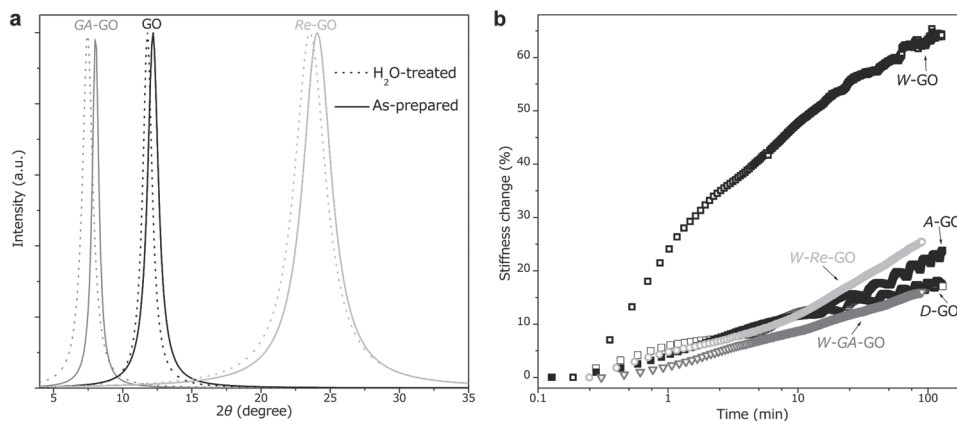 a
GA-GO
GO
Re-GO
H₂O-treated
As-prepared
Intensity (a.u.)
5
10
15
20
25
30
35
2θ (degree)
b
W-GO
A-GO
W-Re-GO
D-GO
W-GA-GO
Stiffness change (%)
60
50
40
30
20
10
0
0.1
1
10
100
Time (min)